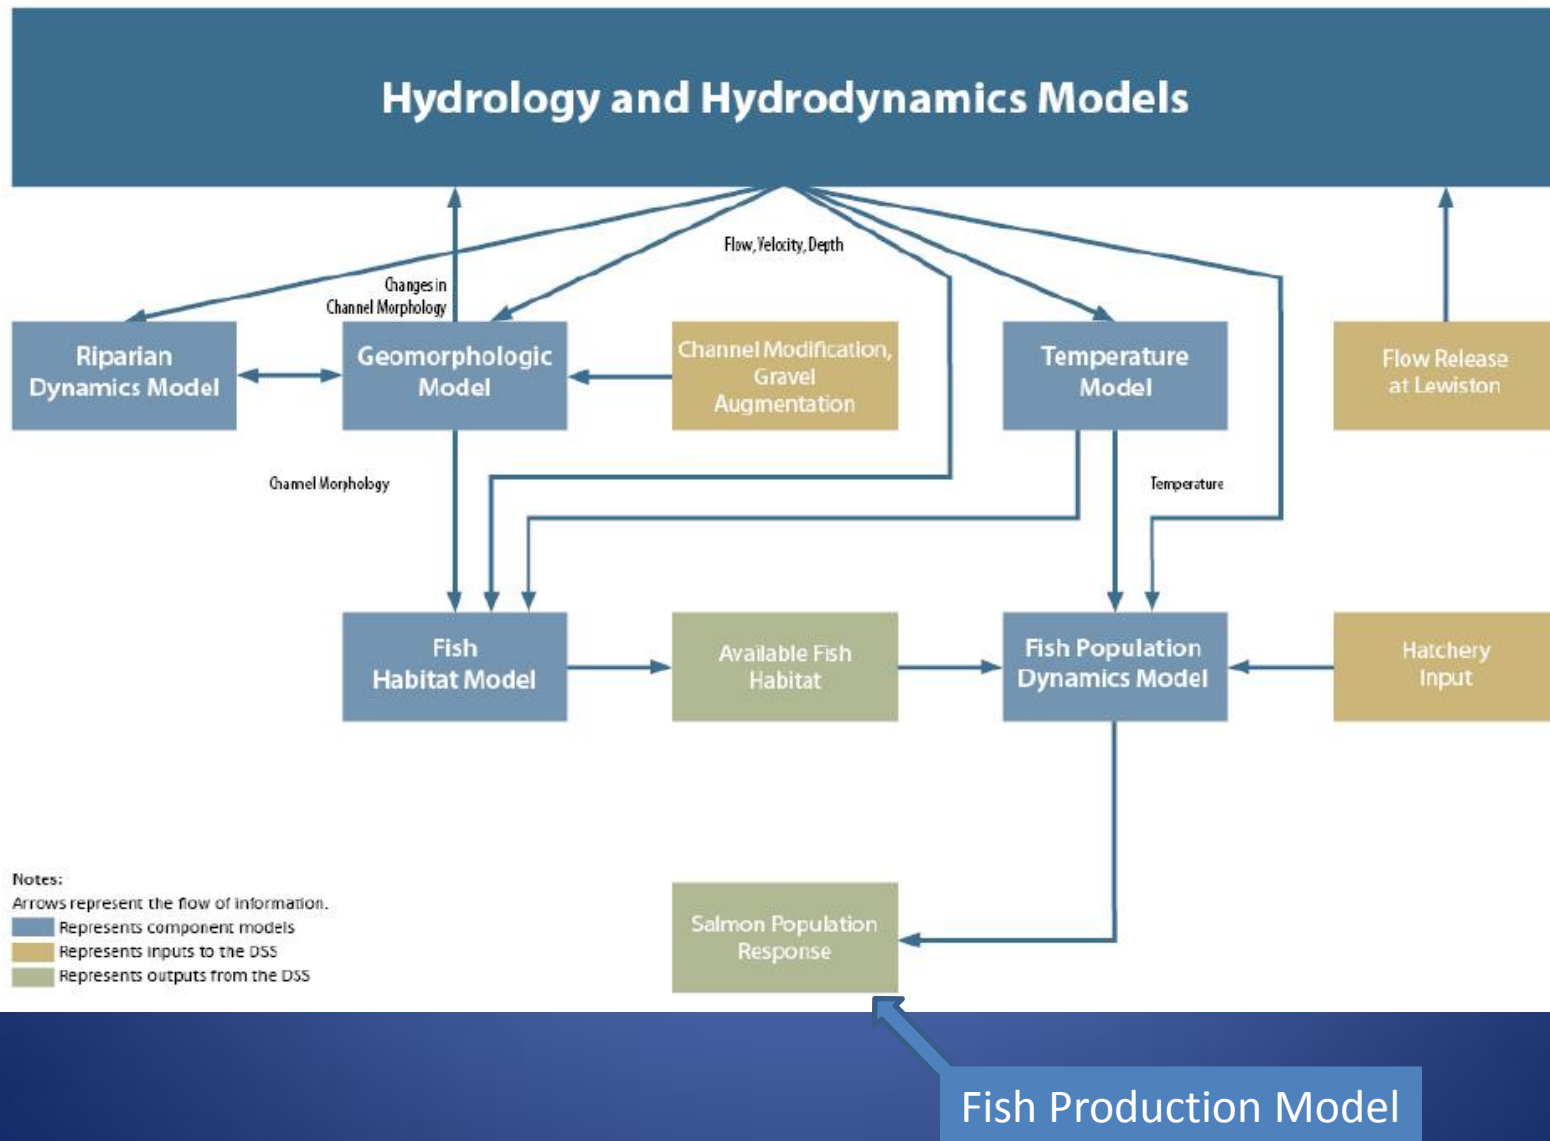 Hydrology and Hydrodynamics Models
Flow, Velocity, Depth
Changes in
Channel Morphology
Riparian
Dynamics Model
Geomorphologic
Model
Channel Modification,
Gravel
Augmentation
Temperature
Model
Flow Release
at Lewiston
Channel Morphology
Temperature
Fish
Habitat Model
Available Fish
Habitat
Fish Population
Dynamics Model
Hatchery
Input
Salmon Population
Response
Notes:
Arrows represent the flow of information.
Represents component models
Represents inputs to the DSS
Represents outputs from the DSS
Fish Production Model